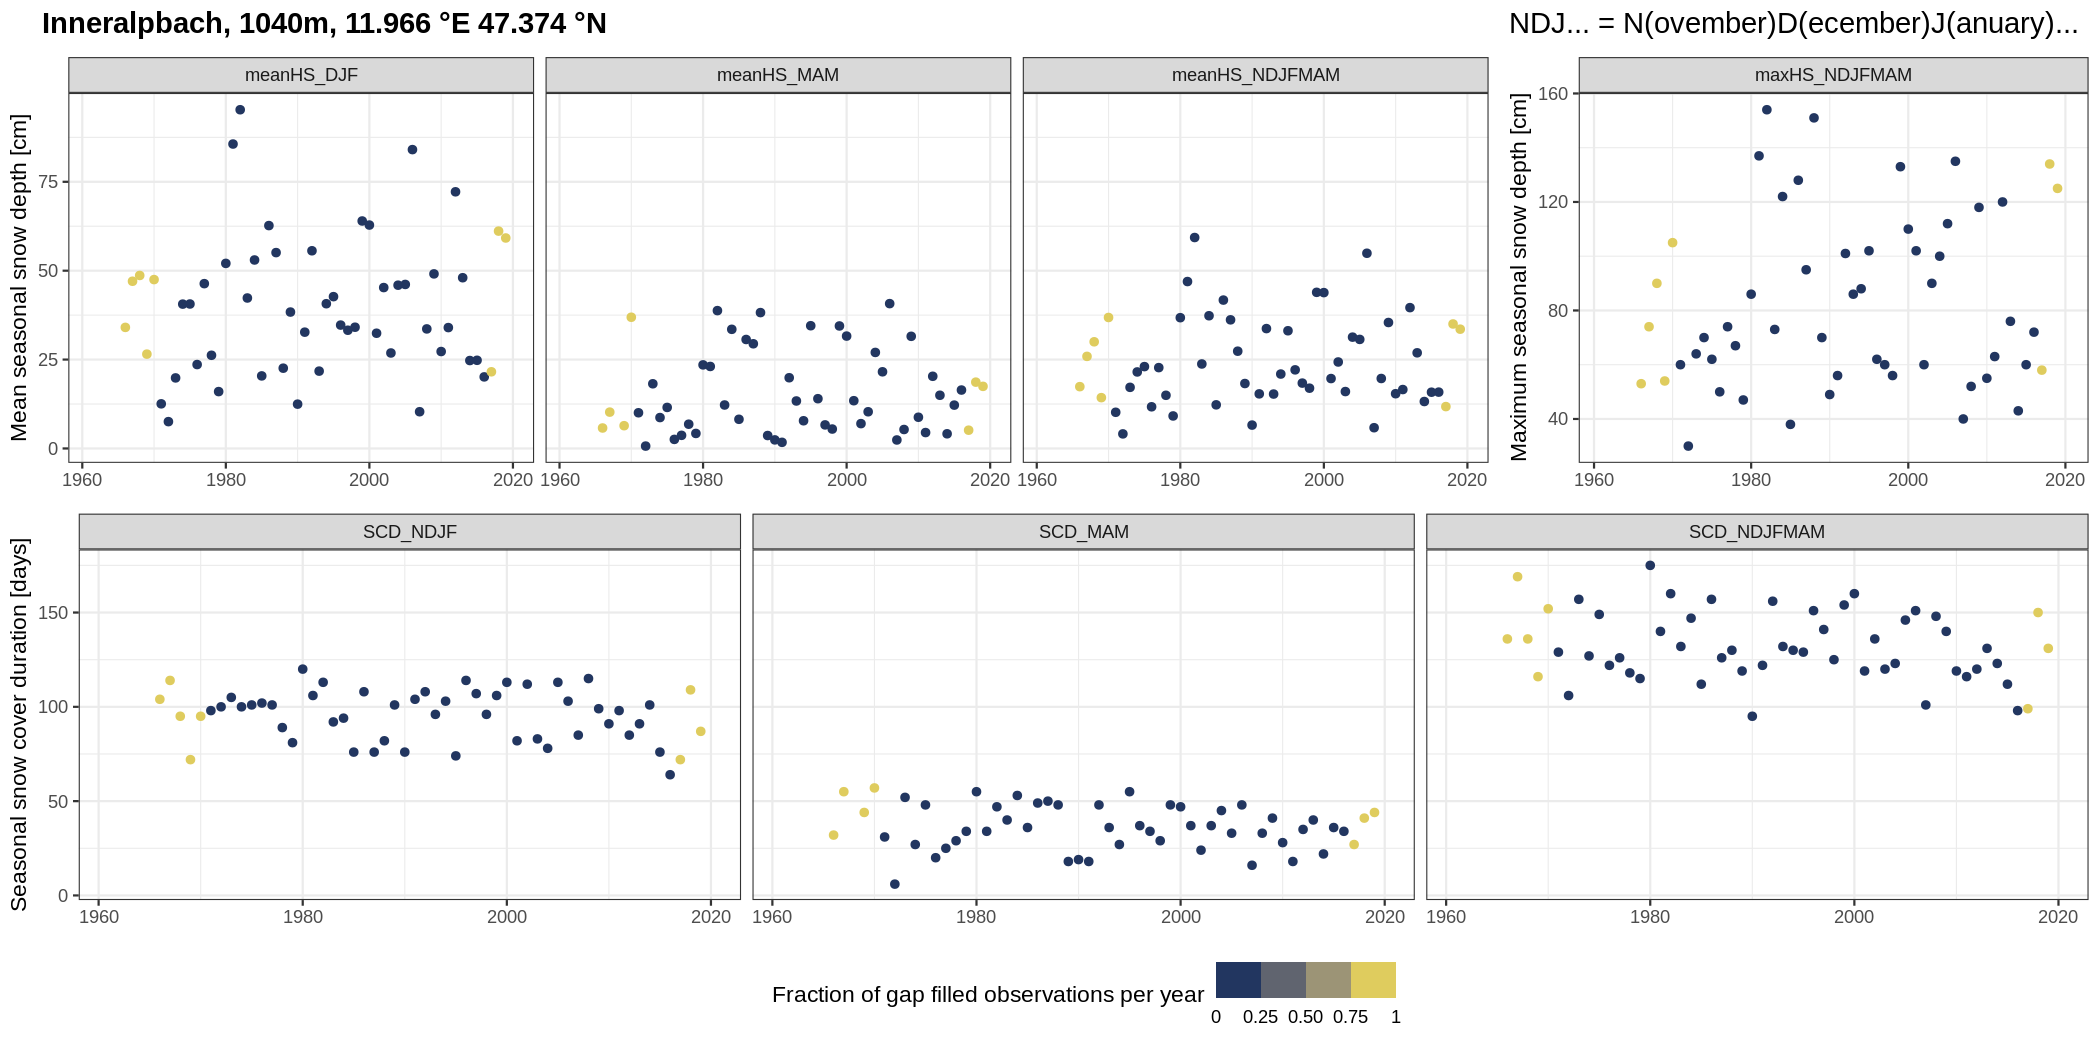 Inneralpbach, 1040m, 11.966 °E 47.374 °N
NDJ... = N(ovember)D(ecember)J(anuary)...
meanHS_DJF
meanHS_MAM
meanHS_NDJFMAM
maxHS_NDJFMAM
Mean seasonal snow depth [cm]
75
50
25
0
1960 1980 2000 2020
1960 1980 2000 2020
1960 1980 2000 2020
Maximum seasonal snow depth [cm]
160
120
80
40
1960 1980 2000 2020
SCD_NDJF
SCD_MAM
SCD_NDJFMAM
Seasonal snow cover duration [days]
150
100
50
0
1960 1980 2000 2020
1960 1980 2000 2020
1960 1980 2000 2020
Fraction of gap filled observations per year
0 0.25 0.50 0.75 1